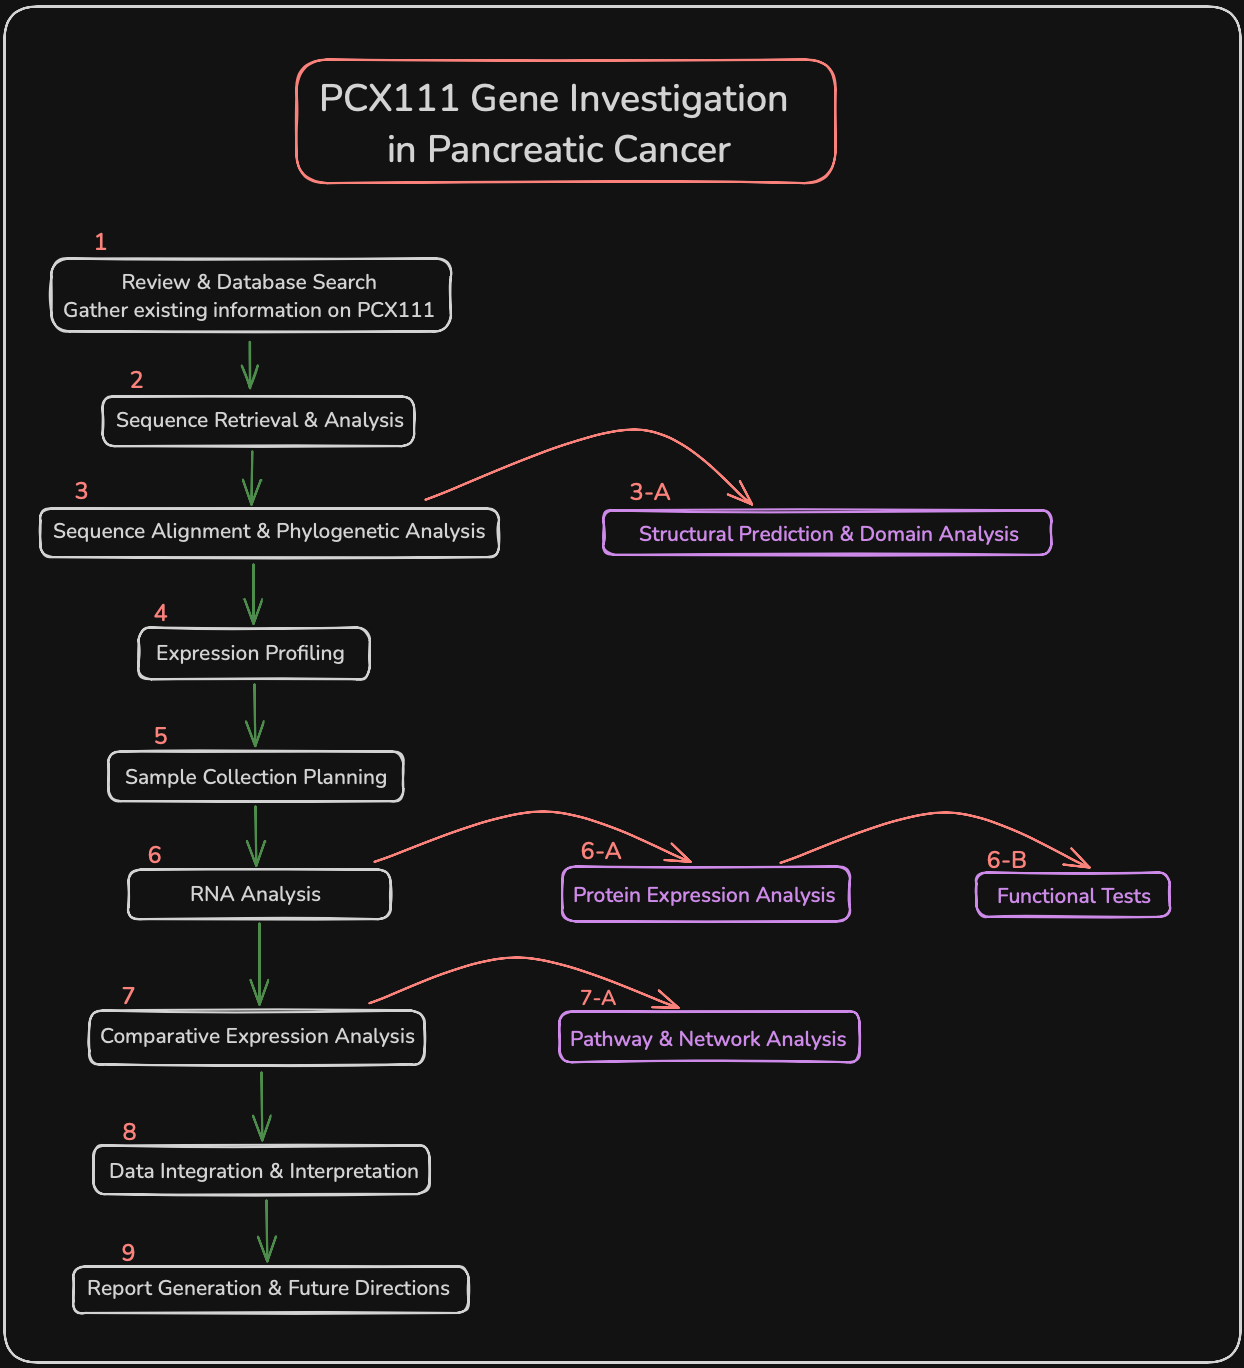 PCX111 Gene Investigation
in Pancreatic Cancer
1
Review & Database Search
Gather existing information on PCX111
2
Sequence Retrieval & Analysis
3
Sequence Alignment & Phylogenetic Analysis
3-A
Structural Prediction & Domain Analysis
4
Expression Profiling
5
Sample Collection Planning
6
RNA Analysis
6-A
Protein Expression Analysis
6-B
Functional Tests
7
Comparative Expression Analysis
7-A
Pathway & Network Analysis
8
Data Integration & Interpretation
9
Report Generation & Future Directions